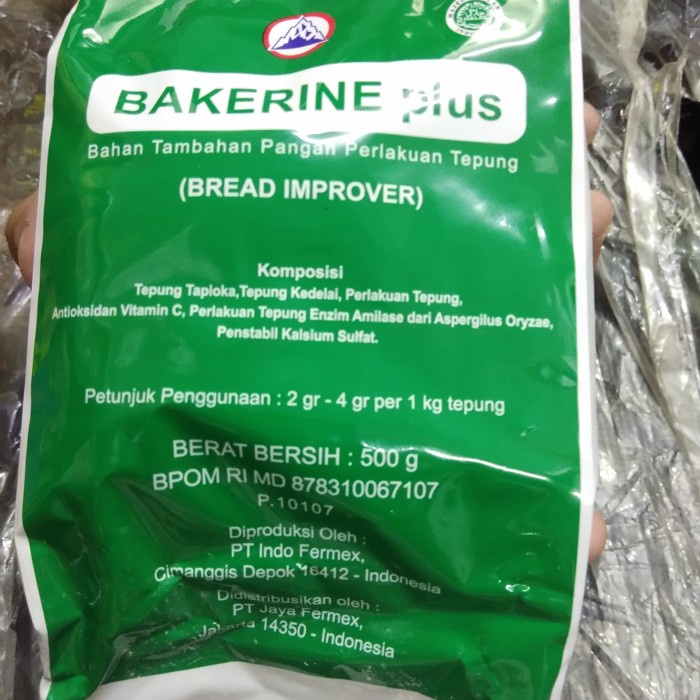 BAKERINE plus
Bahan Tambahan Pangan Perlakuan Tepung
(BREAD IMPROVER)
Komposisi
Tepung Tapioka,Tepung Kedelai, Perlakuan Tepung,
Antioksidan Vitamin C, Perlakuan Tepung Enzim Amilase dari Aspergilus Oryzae,
Penstabil Kalsium Sulfat.
Petunjuk Penggunaan : 2 gr - 4 gr per 1 kg tepung
BERAT BERSIH : 500 g
BPOM RI MD 878310067107
P.10107
Diproduksi Oleh :
PT Indo Fermex,
Cimanggis Depok 16412 - Indonesia
Didistribusikan oleh :
PT Jaya Fermex,
Jakarta 14350 - Indonesia